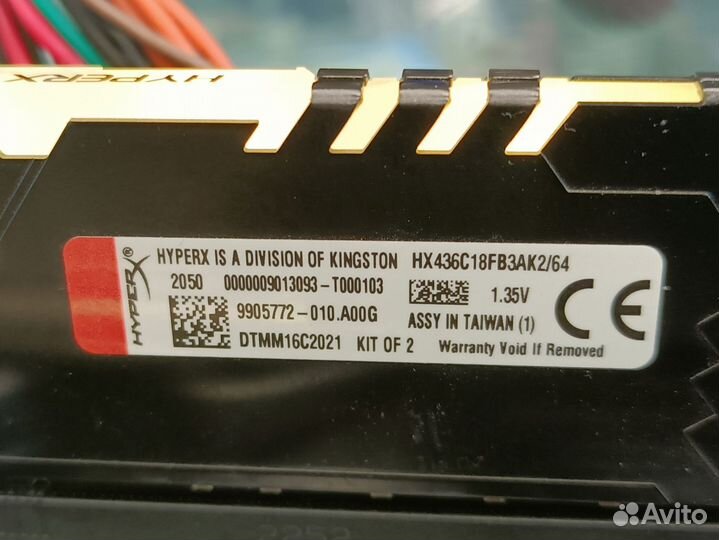 HYPERX
HYPERX IS A DIVISION OF KINGSTON HX436C18FB3AK2/64
2050 0000009013093-T000103
1.35V
9905772-010.A00G
ASSY IN TAIWAN (1)
DTMM16C2021 KIT OF 2 Warranty Void If Removed
HYPERX®
CE
Avito